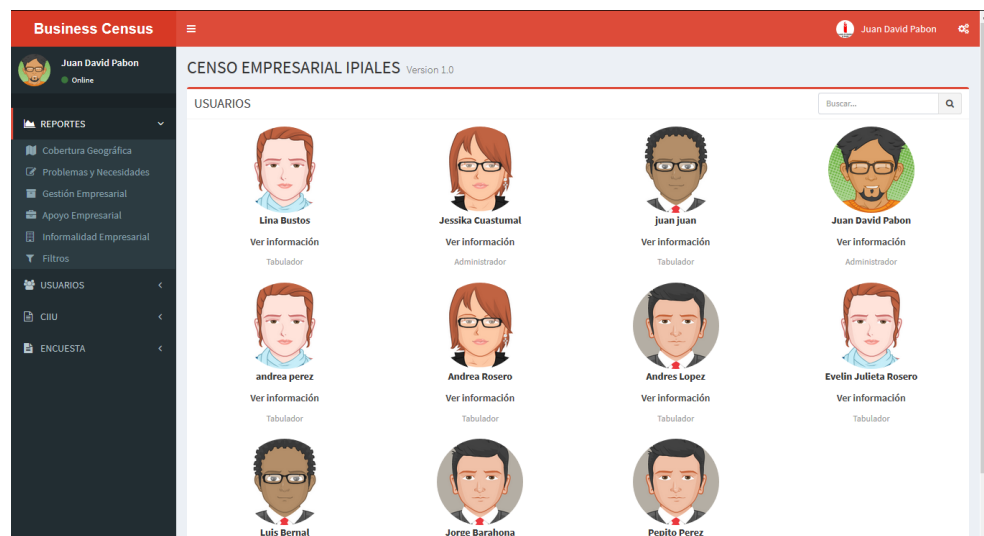 Business Census
Juan David Pabon
Juan David Pabon
Online
REPORTES
Cobertura Geográfica
Problemas y Necesidades
Gestión Empresarial
Apoyo Empresarial
Informalidad Empresarial
Filtros
USUARIOS
CIIU
ENCUESTA
CENSO EMPRESARIAL IPIALES Version 1.0
USUARIOS
Buscar...
Lina Bustos
Ver información
Tabulador
Jessika Cuastumal
Ver información
Administrador
juan juan
Ver información
Tabulador
Juan David Pabon
Ver información
Administrador
andrea perez
Ver información
Tabulador
Andrea Rosero
Ver información
Tabulador
Andres Lopez
Ver información
Tabulador
Evelin Julieta Rosero
Ver información
Tabulador
Luis Bernal
Jorge Barahona
Pepito Perez